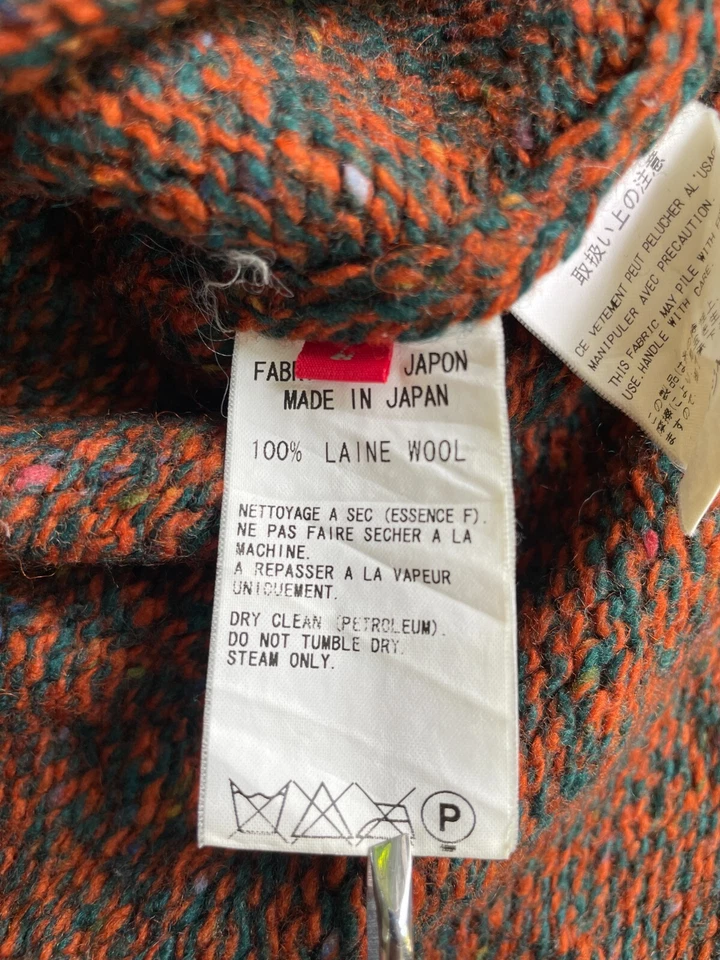 FAB JAPON
MADE IN JAPAN
100% LAINE WOOL
NETTOYAGE A SEC (ESSENCE F).
NE PAS FAIRE SECHER A LA
MACHINE.
A REPASSER A LA VAPEUR
UNIQUEMENT.
DRY CLEAN (PETROLEUM).
DO NOT TUMBLE DRY.
STEAM ONLY.
P
取扱い上の注意
CE VETEMENT PEUT PELUCHER AL 'USAG
MANIPULER AVEC PRECAUTION.
THIS FABRIC MAY PILE WITH
USE. HANDLE WITH CARE